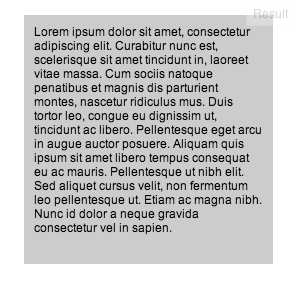 Result
Lorem ipsum dolor sit amet, consectetur
adipiscing elit. Curabitur nunc est,
scelerisque sit amet tincidunt in, laoreet
vitae massa. Cum sociis natoque
penatibus et magnis dis parturient
montes, nascetur ridiculus mus. Duis
tortor leo, congue eu dignissim ut,
tincidunt ac libero. Pellentesque eget arcu
in augue auctor posuere. Aliquam quis
ipsum sit amet libero tempus consequat
eu ac mauris. Pellentesque ut nibh elit.
Sed aliquet cursus velit, non fermentum
leo pellentesque ut. Etiam ac magna nibh.
Nunc id dolor a neque gravida
consectetur vel in sapien.